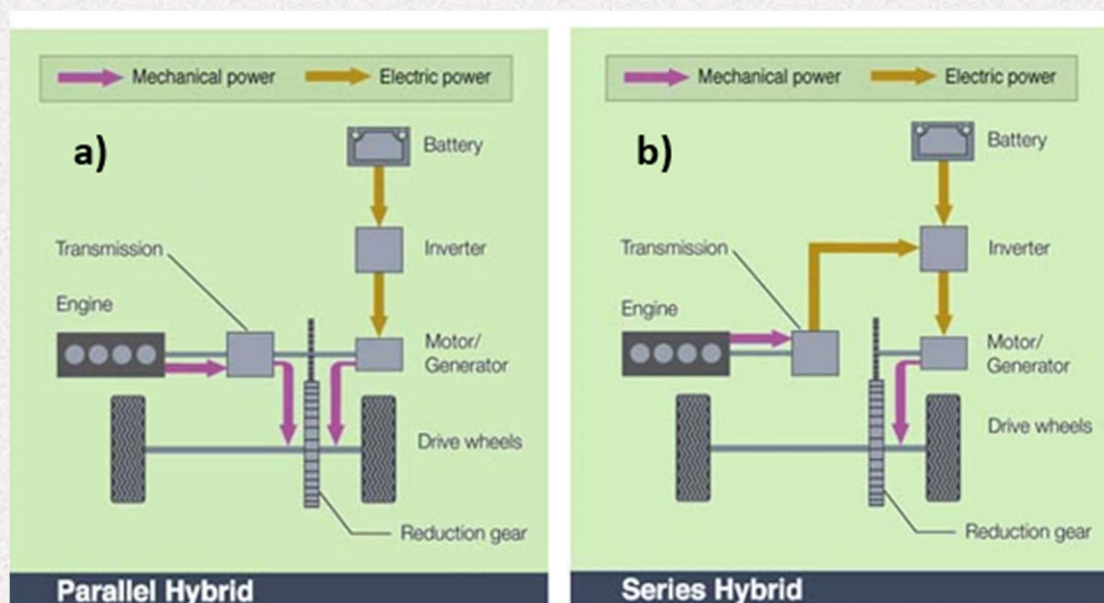 Mechanical power Electric power
a)
Battery
Transmission
Inverter
Engine
Motor/
Generator
Drive wheels
Reduction gear
Parallel Hybrid
Mechanical power Electric power
b)
Battery
Transmission
Inverter
Engine
Motor/
Generator
Drive wheels
Reduction gear
Series Hybrid